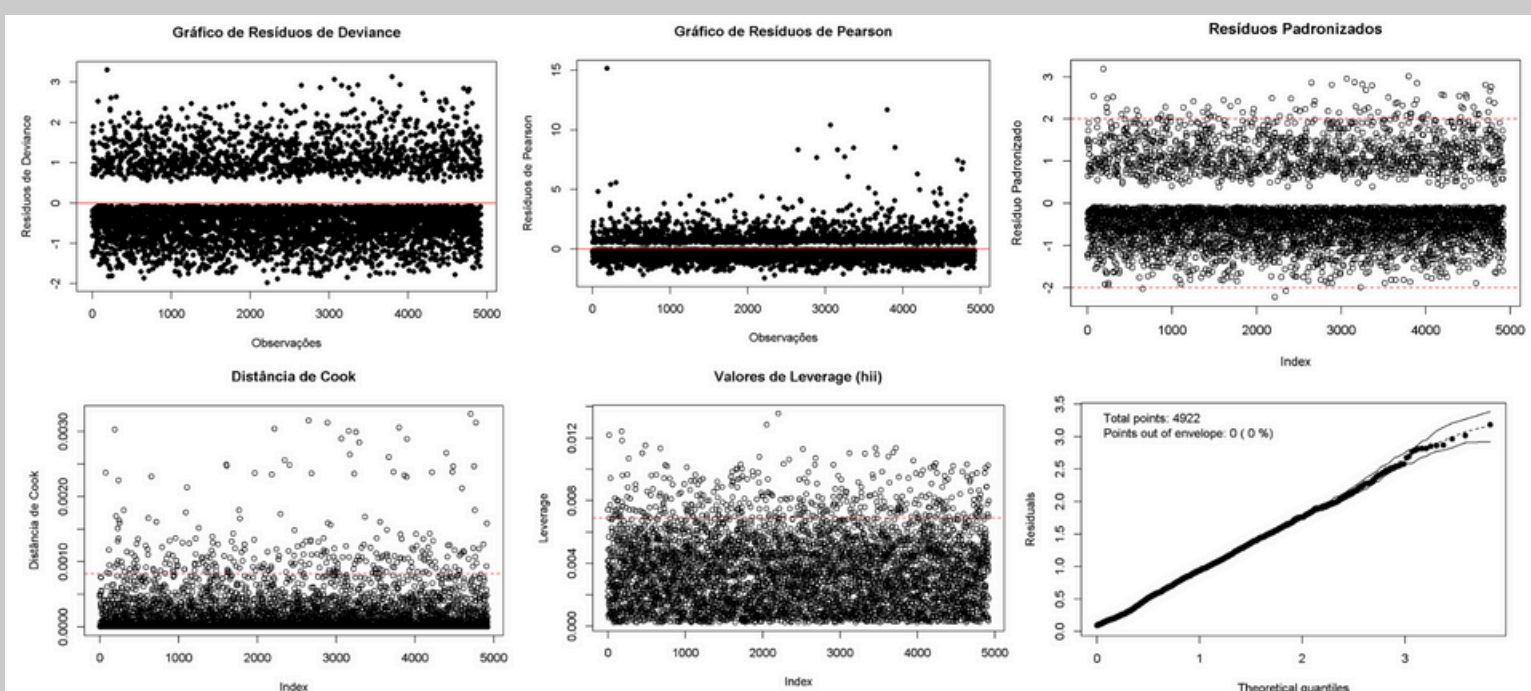 Gráfico de Resíduos de Deviance
Resíduos de Deviance
3
2
1
0
-1
-2
0 1000 2000 3000 4000 5000
Observações
Gráfico de Resíduos de Pearson
Resíduos de Pearson
15
10
5
0
0 1000 2000 3000 4000 5000
Observações
Resíduos Padronizados
Resíduo Padronizado
3
2
1
0
-1
-2
0 1000 2000 3000 4000 5000
Index
Distância de Cook
Distância de Cook
0.0030
0.0020
0.0010
0.0000
0 1000 2000 3000 4000 5000
Index
Valores de Leverage (hii)
Leverage
0.012
0.008
0.004
0.000
0 1000 2000 3000 4000 5000
Index
Total points: 4922
Points out of envelope: 0 ( 0 %)
Residuals
3.5
3.0
2.5
2.0
1.5
1.0
0.5
0.0
0 1 2 3
Theoretical quantiles